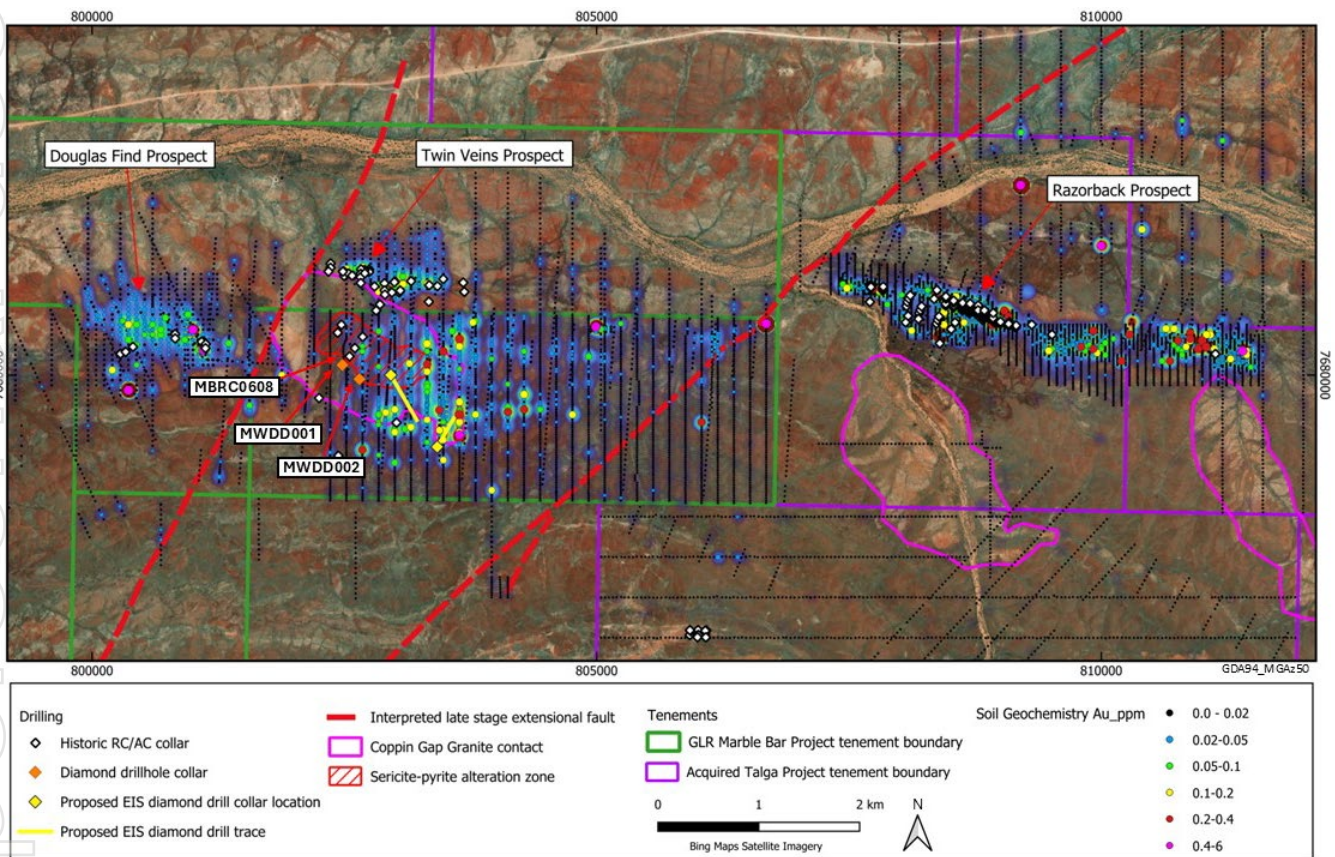 800000 805000 810000
Douglas Find Prospect
Twin Veins Prospect
Razorback Prospect
MBRC0608
MWDD001
MWDD002
7680000
800000 805000 810000
GDA94_MGAz50
Drilling
Historic RC/AC collar
Diamond drillhole collar
Proposed EIS diamond drill collar location
Proposed EIS diamond drill trace
Interpreted late stage extensional fault
Coppin Gap Granite contact
Sericite-pyrite alteration zone
Tenements
GLR Marble Bar Project tenement boundary
Acquired Talga Project tenement boundary
0 1 2 km
N
Bing Maps Satellite Imagery
Soil Geochemistry Au_ppm
0.0 - 0.02
0.02-0.05
0.05-0.1
0.1-0.2
0.2-0.4
0.4-6